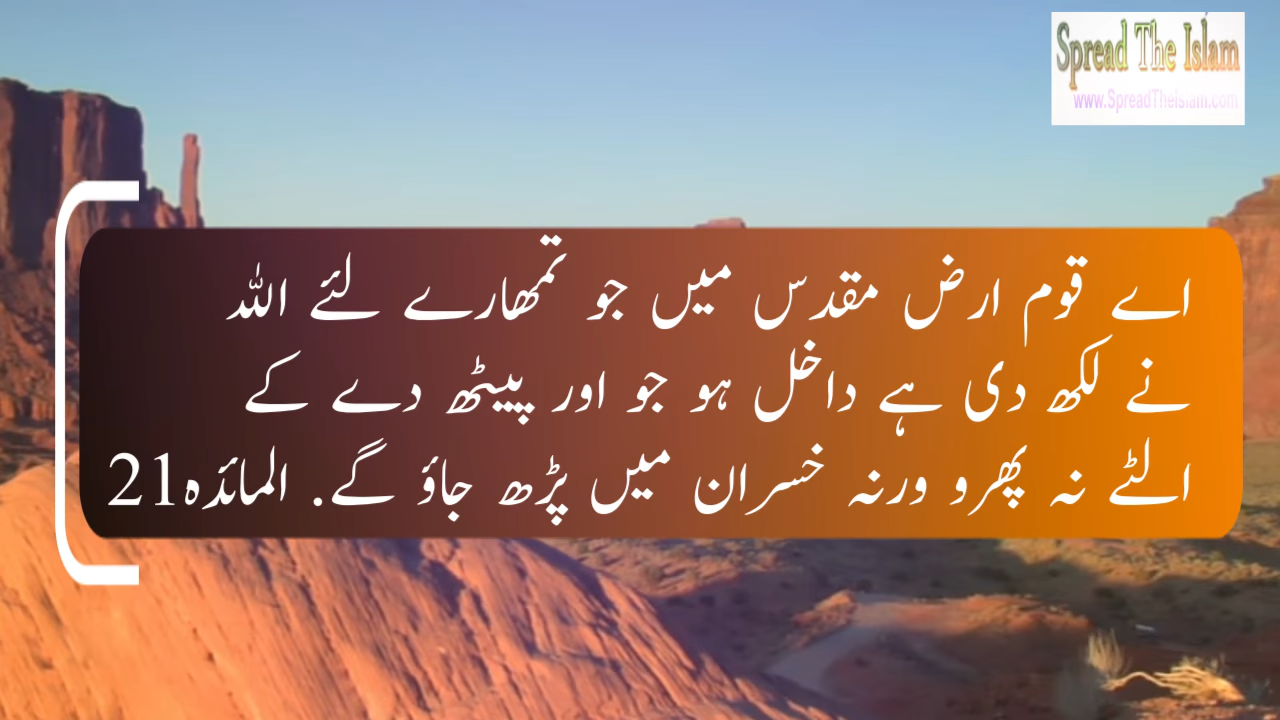 Spread The Islam
www.SpreadTheislam.com
اے قوم ارض مقدس میں جو تمھارے لئے اللہ
نے لکھ دی ہے داخل ہو جو اور پیٹھ دے کے
الٹے نہ پھرو ورنہ خسران میں پڑھ جاؤ گے. المائدہ21